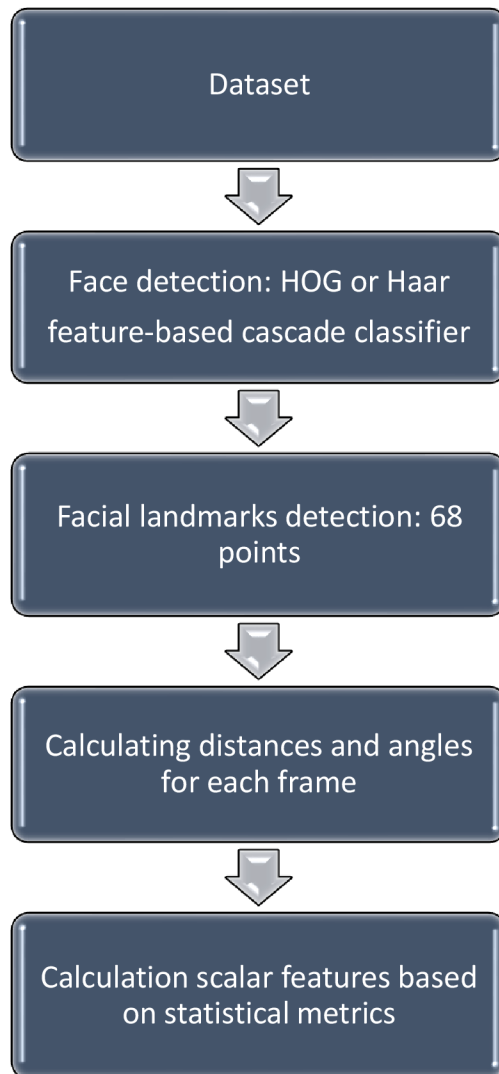 Dataset
Face detection: HOG or Haar
feature-based cascade classifier
Facial landmarks detection: 68
points
Calculating distances and angles
for each frame
Calculation scalar features based
on statistical metrics